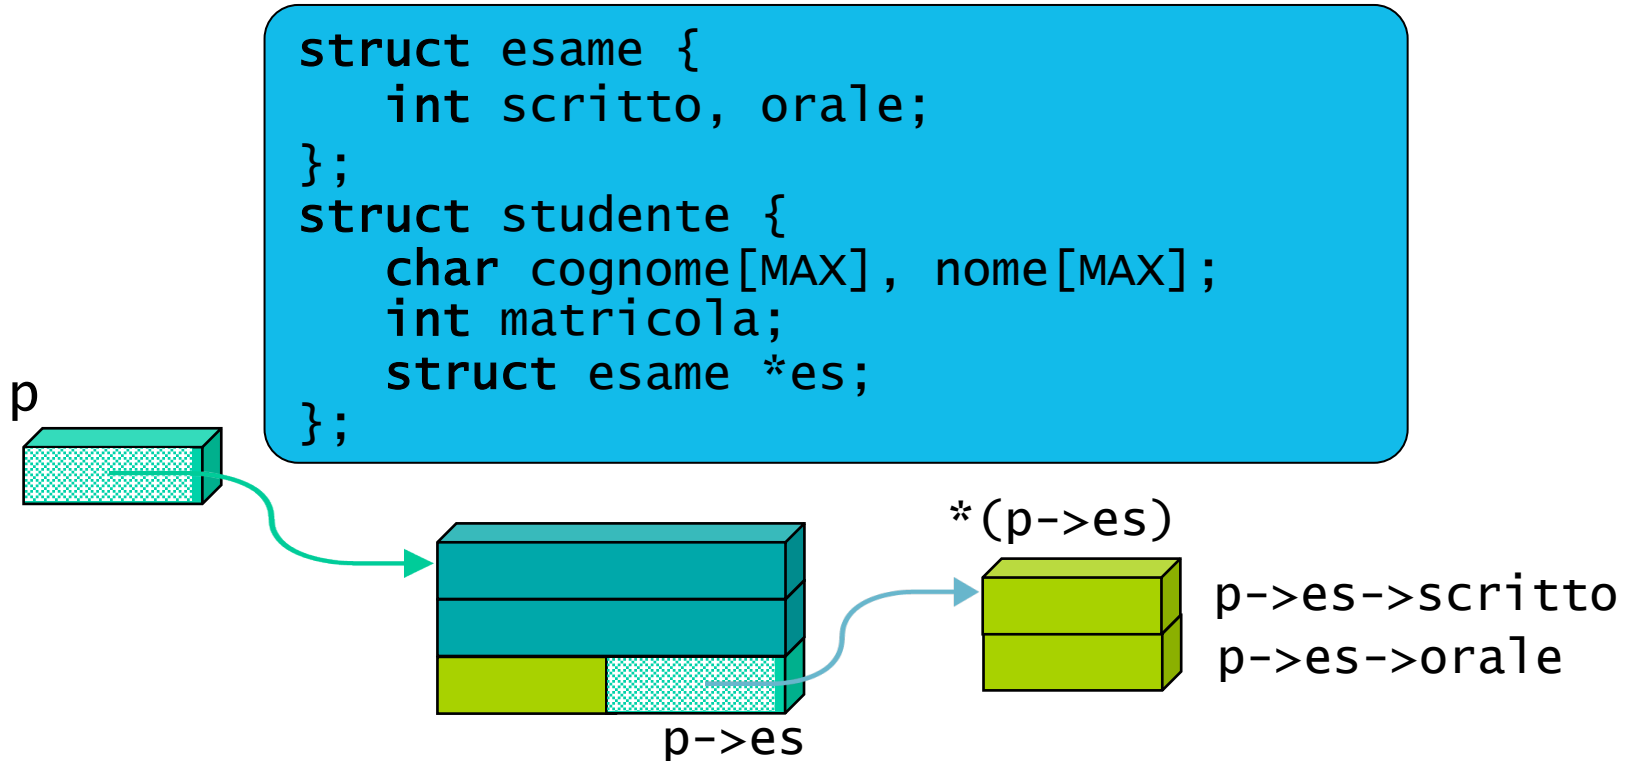 struct esame {
int scritto, orale;
};
struct studente {
char cognome[MAX], nome[MAX];
int matricola;
struct esame *es;
};
p
*(p->es)
p->es->scritto
p->es->orale
p->es